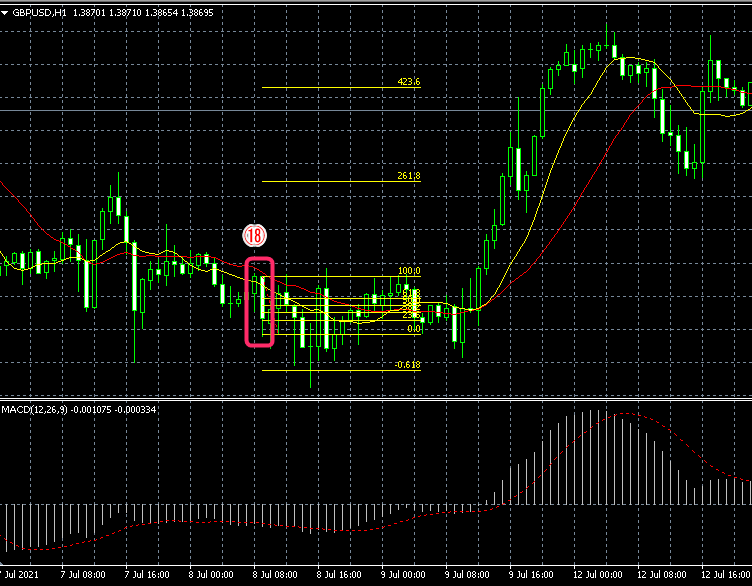 GBPUSD,H1 1.38701 1.38710 1.38654 1.38695
423.6
261.8
18
100.0
0.0
-0.618
MACD(12,26,9) -0.001075 -0.000334
7 Jul 08:00
7 Jul 16:00
8 Jul 00:00
8 Jul 08:00
8 Jul 16:00
9 Jul 00:00
9 Jul 08:00
9 Jul 16:00
12 Jul 00:00
12 Jul 08:00
12 Jul 16:00